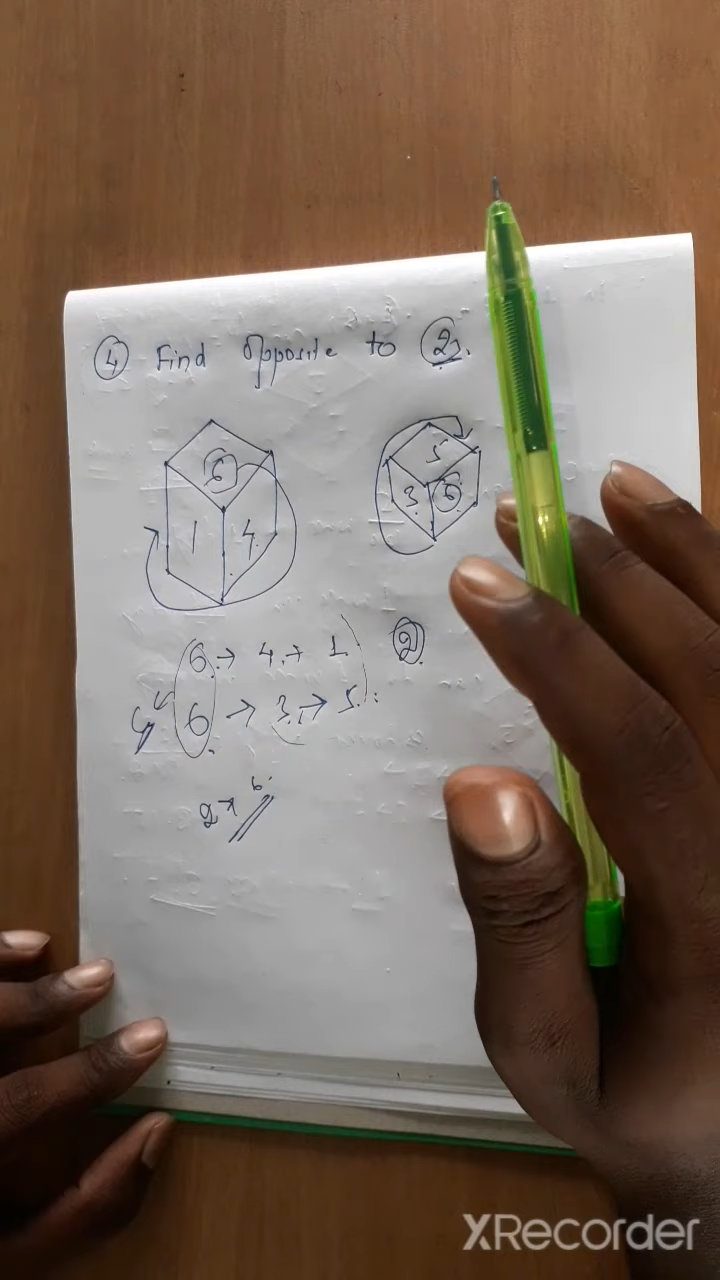 4 Find opposite to 2.
6
1 4
5
3 6
6 → 4 → 1 2
6 → 3 → 5
2 → 6
XRecorder